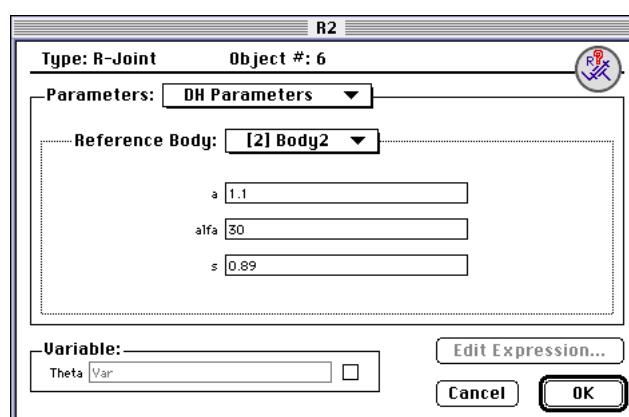 R2
Type: R-Joint Object #: 6
R?
Parameters: DH Parameters
Reference Body: [2] Body2
a 1.1
alfa 30
s 0.89
Variable:
Edit Expression...
Theta Var
Cancel OK